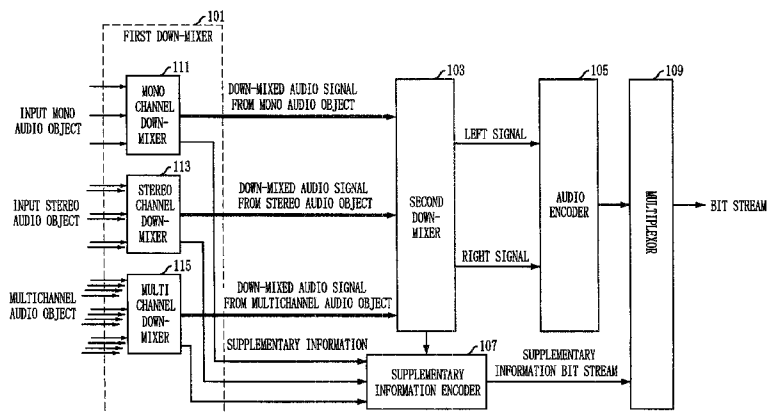 101
FIRST DOWN-MIXER
111
MONO
CHANNEL
DOWN-
MIXER
INPUT MONO
AUDIO OBJECT
DOWN-MIXED AUDIO SIGNAL
FROM MONO AUDIO OBJECT
103
SECOND
DOWN-
MIXER
LEFT SIGNAL
RIGHT SIGNAL
105
AUDIO
ENCODER
109
MULTIPLEXOR
BIT STREAM
113
STEREO
CHANNEL
DOWN-
MIXER
INPUT STEREO
AUDIO OBJECT
DOWN-MIXED AUDIO SIGNAL
FROM STEREO AUDIO OBJECT
115
MULTI
CHANNEL
DOWN-
MIXER
MULTICHANNEL
AUDIO OBJECT
DOWN-MIXED AUDIO SIGNAL
FROM MULTICHANNEL AUDIO OBJECT
SUPPLEMENTARY INFORMATION
107
SUPPLEMENTARY
INFORMATION ENCODER
SUPPLEMENTARY
INFORMATION BIT STREAM